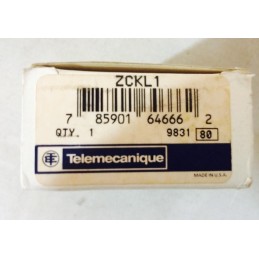 ZCKL1
7 85901 64666 2
QTY. 1 9831 80
Telemecanique
MADE IN U.S.A.